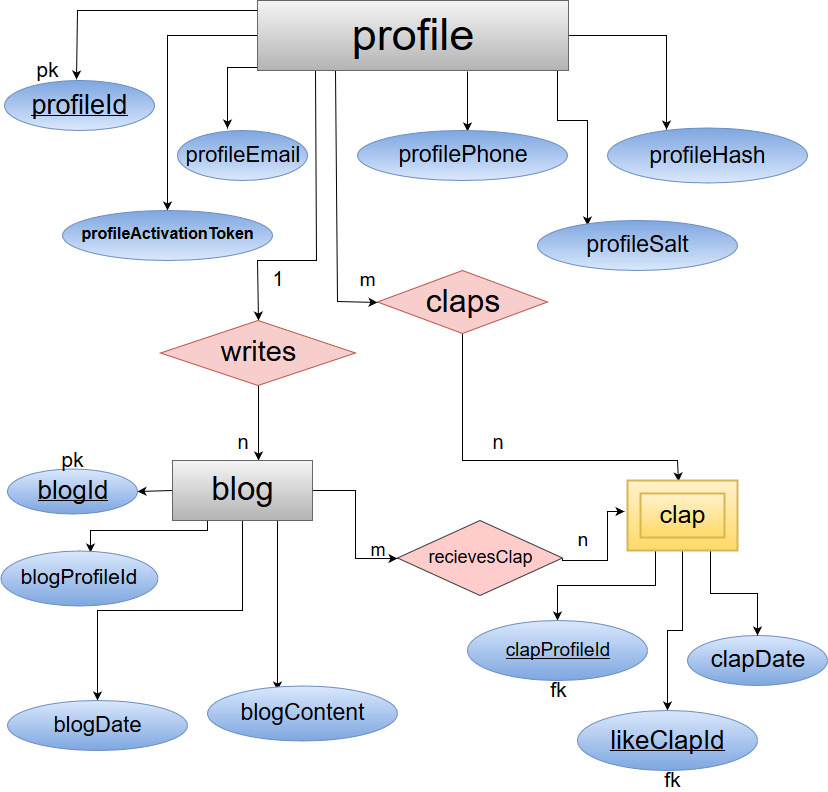 profile
pk
profileId
profileEmail
profilePhone
profileHash
profileActivationToken
profileSalt
1
m
claps
writes
n
n
pk
blogId
blog
clap
m
recievesClap
n
blogProfileId
clapProfileId
fk
clapDate
blogDate
blogContent
likeClapId
fk